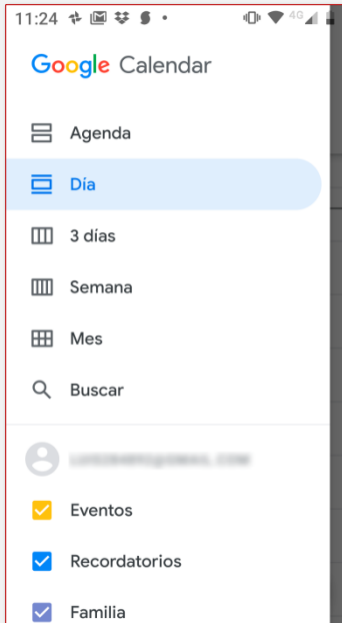 11:24 4G
Google Calendar
Agenda
Día
3 días
Semana
Mes
Buscar
Eventos
Recordatorios
Familia